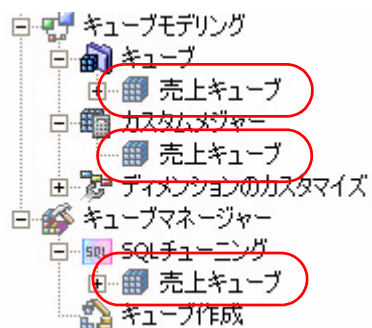 キューブモデリング
キューブ
売上キューブ
カスタムメジャー
売上キューブ
ディメンションのカスタマイズ
キューブマネージャー
SQL SQLチューニング
売上キューブ
キューブ作成